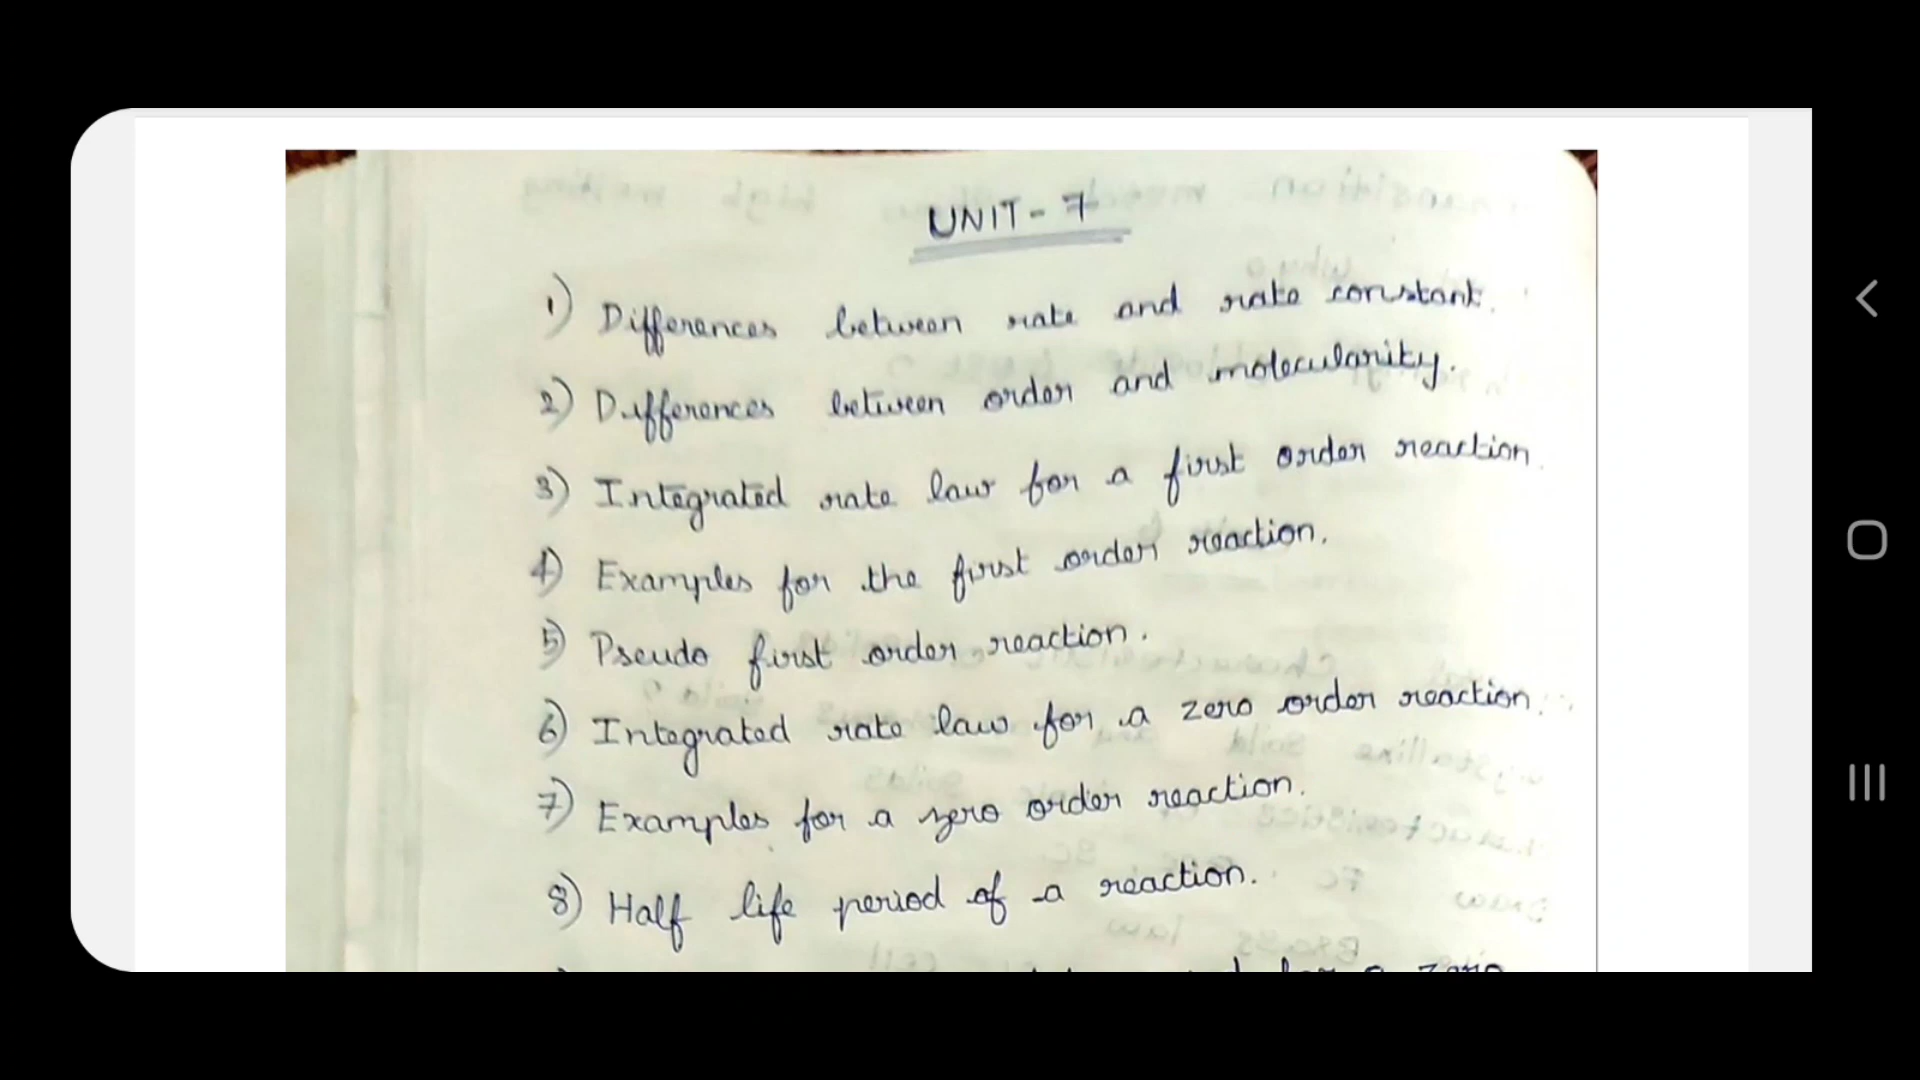 UNIT - 7
1) Differences between rate and rate constant.
2) Differences between order and molecularity.
3) Integrated rate law for a first order reaction.
4) Examples for the first order reaction.
5) Pseudo first order reaction.
6) Integrated rate law for a zero order reaction.
7) Examples for a zero order reaction.
8) Half life period of a reaction.